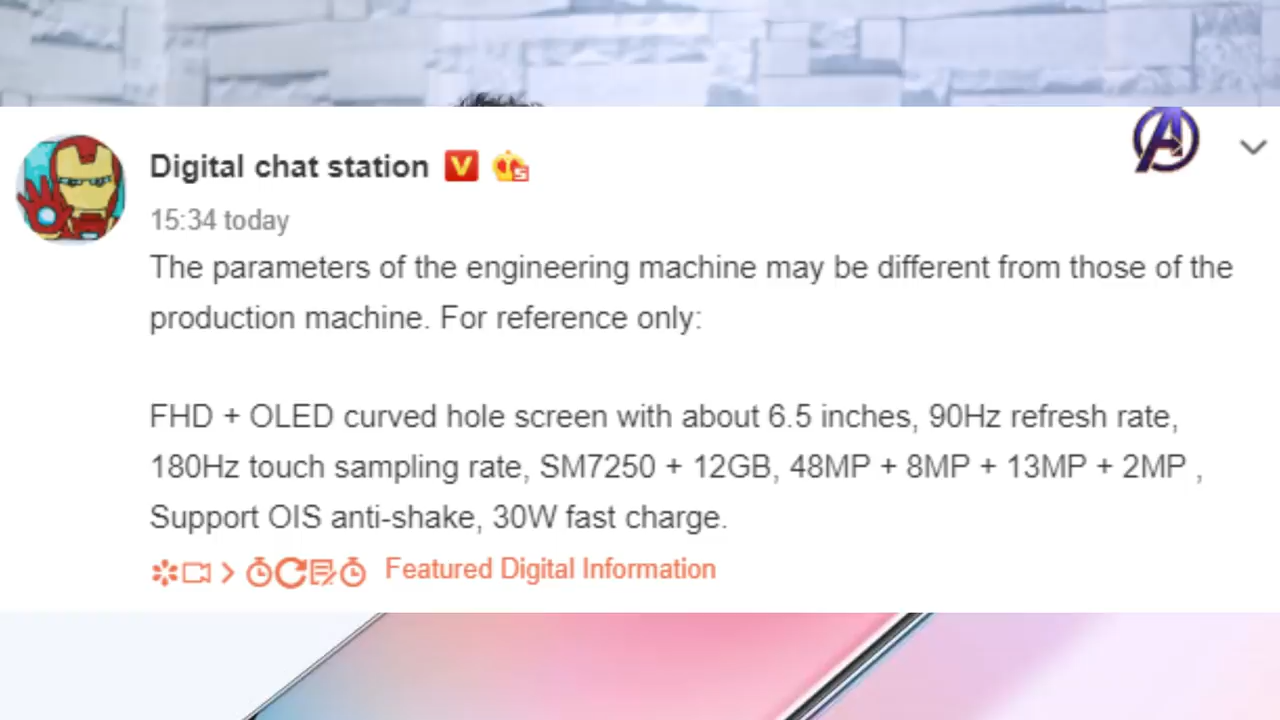 Digital chat station
15:34 today
The parameters of the engineering machine may be different from those of the
production machine. For reference only:
FHD + OLED curved hole screen with about 6.5 inches, 90Hz refresh rate,
180Hz touch sampling rate, SM7250 + 12GB, 48MP + 8MP + 13MP + 2MP ,
Support OIS anti-shake, 30W fast charge.
Featured Digital Information